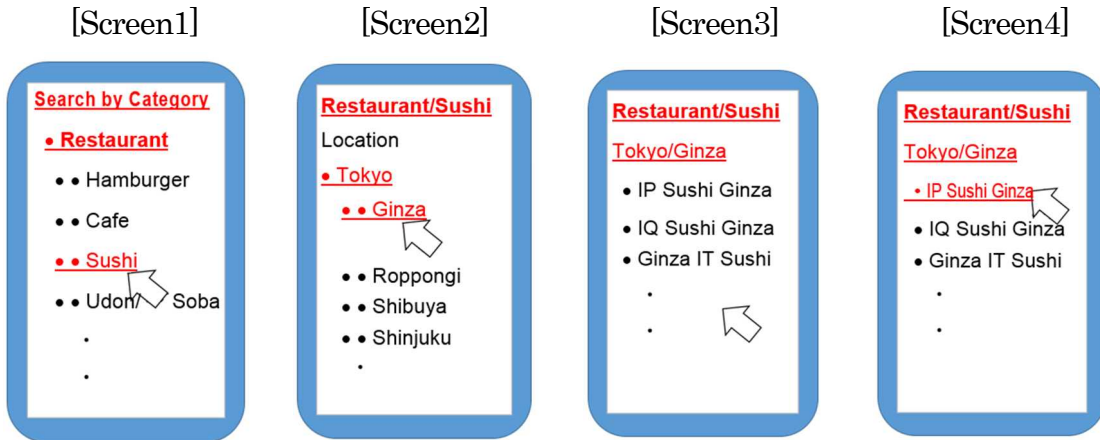 [Screen1]
Search by Category
• Restaurant
• • Hamburger
• • Cafe
• • Sushi
• • Udon/ Soba
•
•
[Screen2]
Restaurant/Sushi
Location
• Tokyo
• • Ginza
• • Roppongi
• • Shibuya
• • Shinjuku
•
[Screen3]
Restaurant/Sushi
Tokyo/Ginza
• IP Sushi Ginza
• IQ Sushi Ginza
• Ginza IT Sushi
•
•
[Screen4]
Restaurant/Sushi
Tokyo/Ginza
• IP Sushi Ginza
• IQ Sushi Ginza
• Ginza IT Sushi
•
•